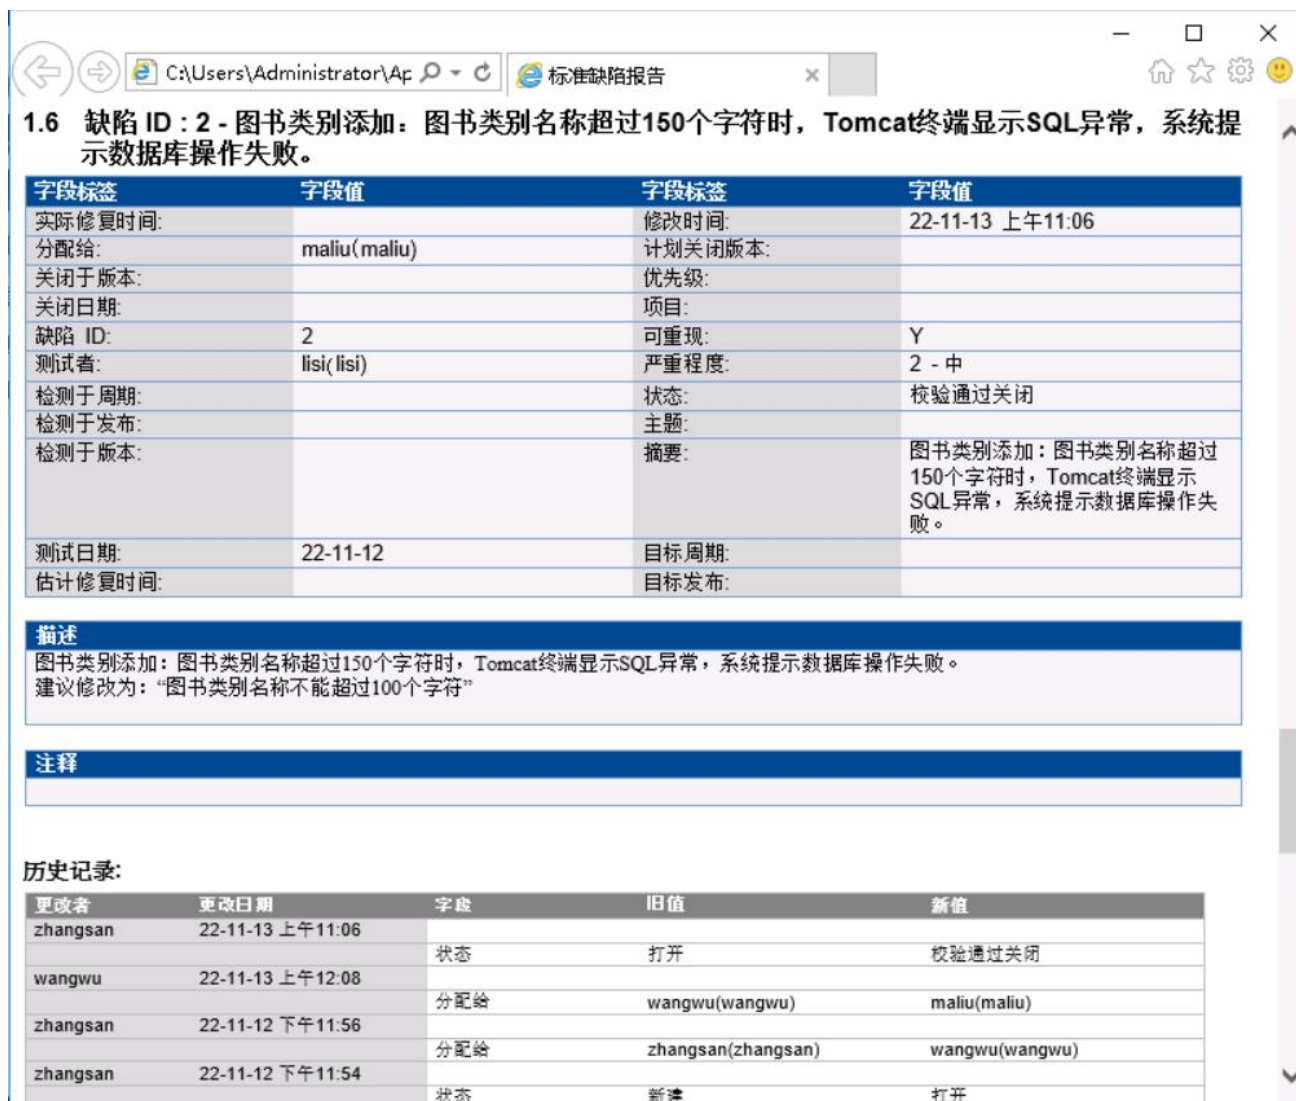 C:\Users\Administrator\Ap
标准缺陷报告
1.6 缺陷 ID : 2 - 图书类别添加：图书类别名称超过150个字符时，Tomcat终端显示SQL异常，系统提
示数据库操作失败。
字段标签 字段值 字段标签 字段值
实际修复时间: 修改时间: 22-11-13 上午11:06
分配给: maliu(maliu) 计划关闭版本:
关闭于版本: 优先级:
关闭日期: 项目:
缺陷 ID: 2 可重现: Y
测试者: lisi(lisi) 严重程度: 2 - 中
检测于周期: 状态: 校验通过关闭
检测于发布: 主题:
检测于版本: 摘要: 图书类别添加：图书类别名称超过
150个字符时，Tomcat终端显示
SQL异常，系统提示数据库操作失
败。
测试日期: 22-11-12 目标周期:
估计修复时间: 目标发布:
描述
图书类别添加：图书类别名称超过150个字符时，Tomcat终端显示SQL异常，系统提示数据库操作失败。
建议修改为：“图书类别名称不能超过100个字符”
注释
历史记录:
更改者 更改日期 字段 旧值 新值
zhangsan 22-11-13 上午11:06
状态 打开 校验通过关闭
wangwu 22-11-13 上午12:08
分配给 wangwu(wangwu) maliu(maliu)
zhangsan 22-11-12 下午11:56
分配给 zhangsan(zhangsan) wangwu(wangwu)
zhangsan 22-11-12 下午11:54
状态 新建 打开